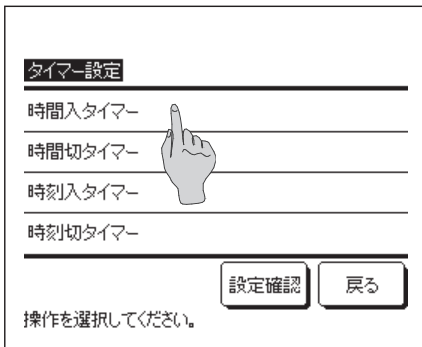 タイマー設定
時間入タイマー
時間切タイマー
時刻入タイマー
時刻切タイマー
設定確認 戻る
操作を選択してください。